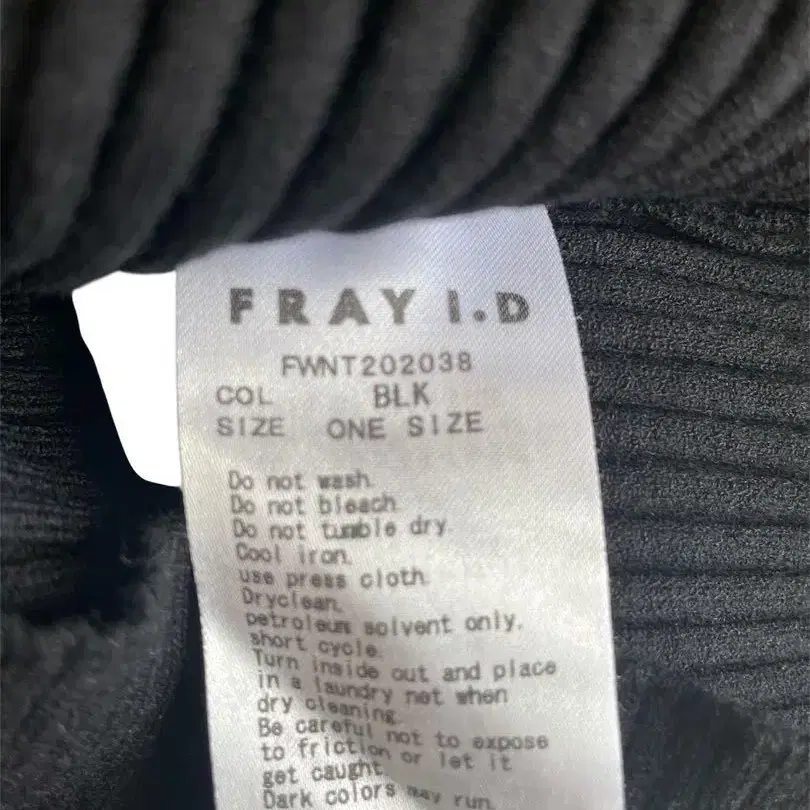 FRAY I.D
FWNT202038
COL BLK
SIZE ONE SIZE
Do not wash.
Do not bleach
Do not tumble dry.
Cool iron.
use press cloth.
Dryclean,
petroleum solvent only,
short cycle.
Turn inside out and place
in a laundry net when
dry cleaning.
Be careful not to expose
to friction or let it
get caught.
Dark colors may run.